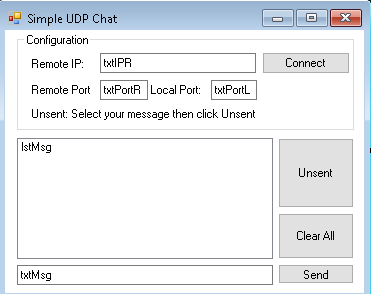 Simple UDP Chat
Configuration
Remote IP: txtIPR Connect
Remote Port txtPortR Local Port: txtPortL
Unsent: Select your message then click Unsent
lstMsg
Unsent
Clear All
txtMsg Send